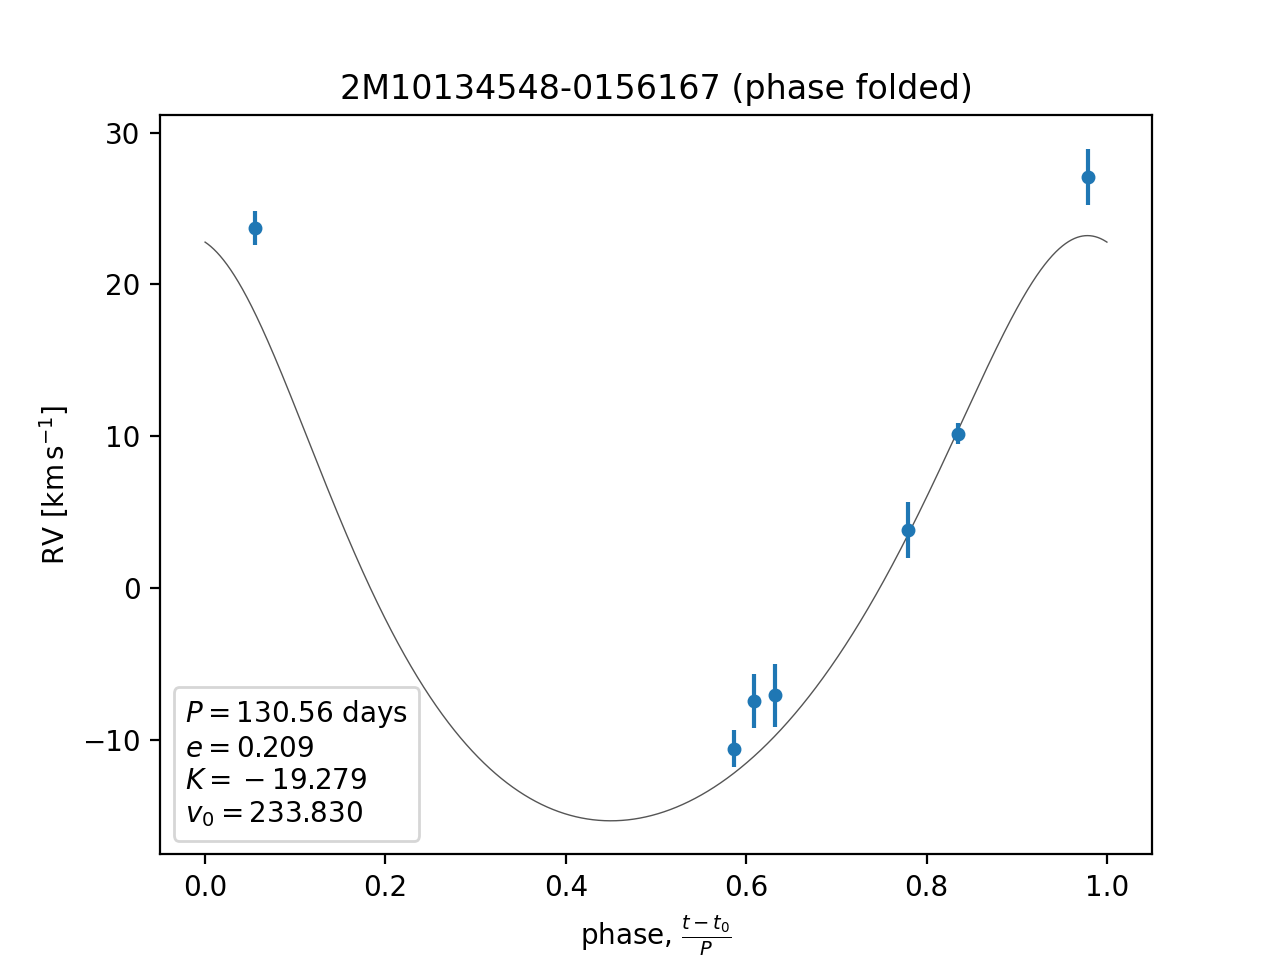 2M10134548-0156167 (phase folded)
30
20
10
0
−10
RV [km s⁻¹]
P = 130.56 days
e = 0.209
K = −19.279
v₀ = 233.830
0.0 0.2 0.4 0.6 0.8 1.0
phase, (t − t₀)/P